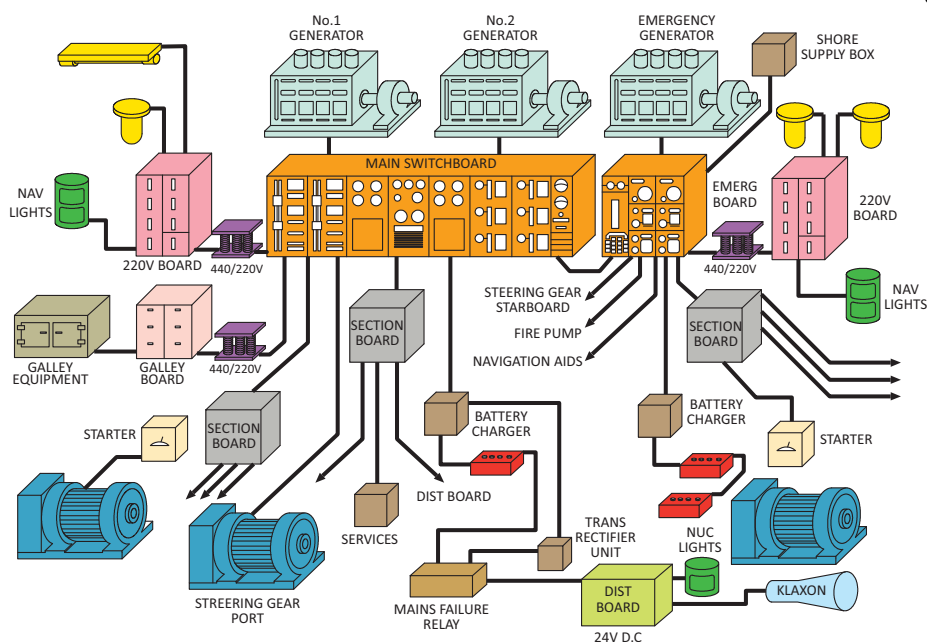 No.1
GENERATOR
No.2
GENERATOR
EMERGENCY
GENERATOR
SHORE
SUPPLY BOX
MAIN SWITCHBOARD
NAV
LIGHTS
EMERG
BOARD
220V
BOARD
220V BOARD
440/220V
440/220V
STEERING GEAR
STARBOARD
NAV
LIGHTS
SECTION
BOARD
FIRE PUMP
SECTION
BOARD
NAVIGATION AIDS
GALLEY
EQUIPMENT
GALLEY
BOARD
440/220V
STARTER
SECTION
BOARD
BATTERY
CHARGER
BATTERY
CHARGER
STARTER
DIST BOARD
SERVICES
TRANS
RECTIFIER
UNIT
NUC
LIGHTS
STREERING GEAR
PORT
MAINS FAILURE
RELAY
DIST
BOARD
KLAXON
24V D.C